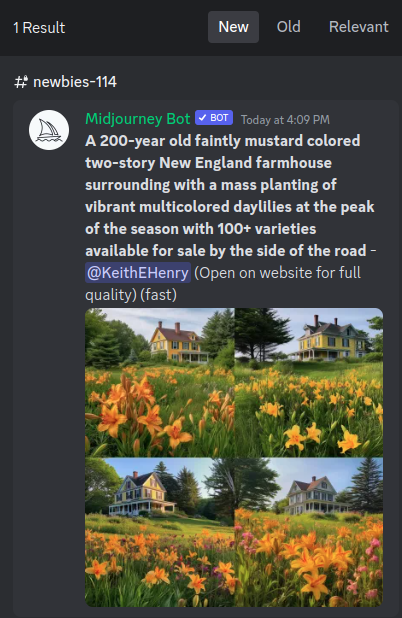 1 Result
New
Old
Relevant
newbies-114
Midjourney Bot ✓ BOT Today at 4:09 PM
A 200-year old faintly mustard colored
two-story New England farmhouse
surrounding with a mass planting of
vibrant multicolored daylilies at the peak
of the season with 100+ varieties
available for sale by the side of the road -
@KeithEHenry (Open on website for full
quality) (fast)